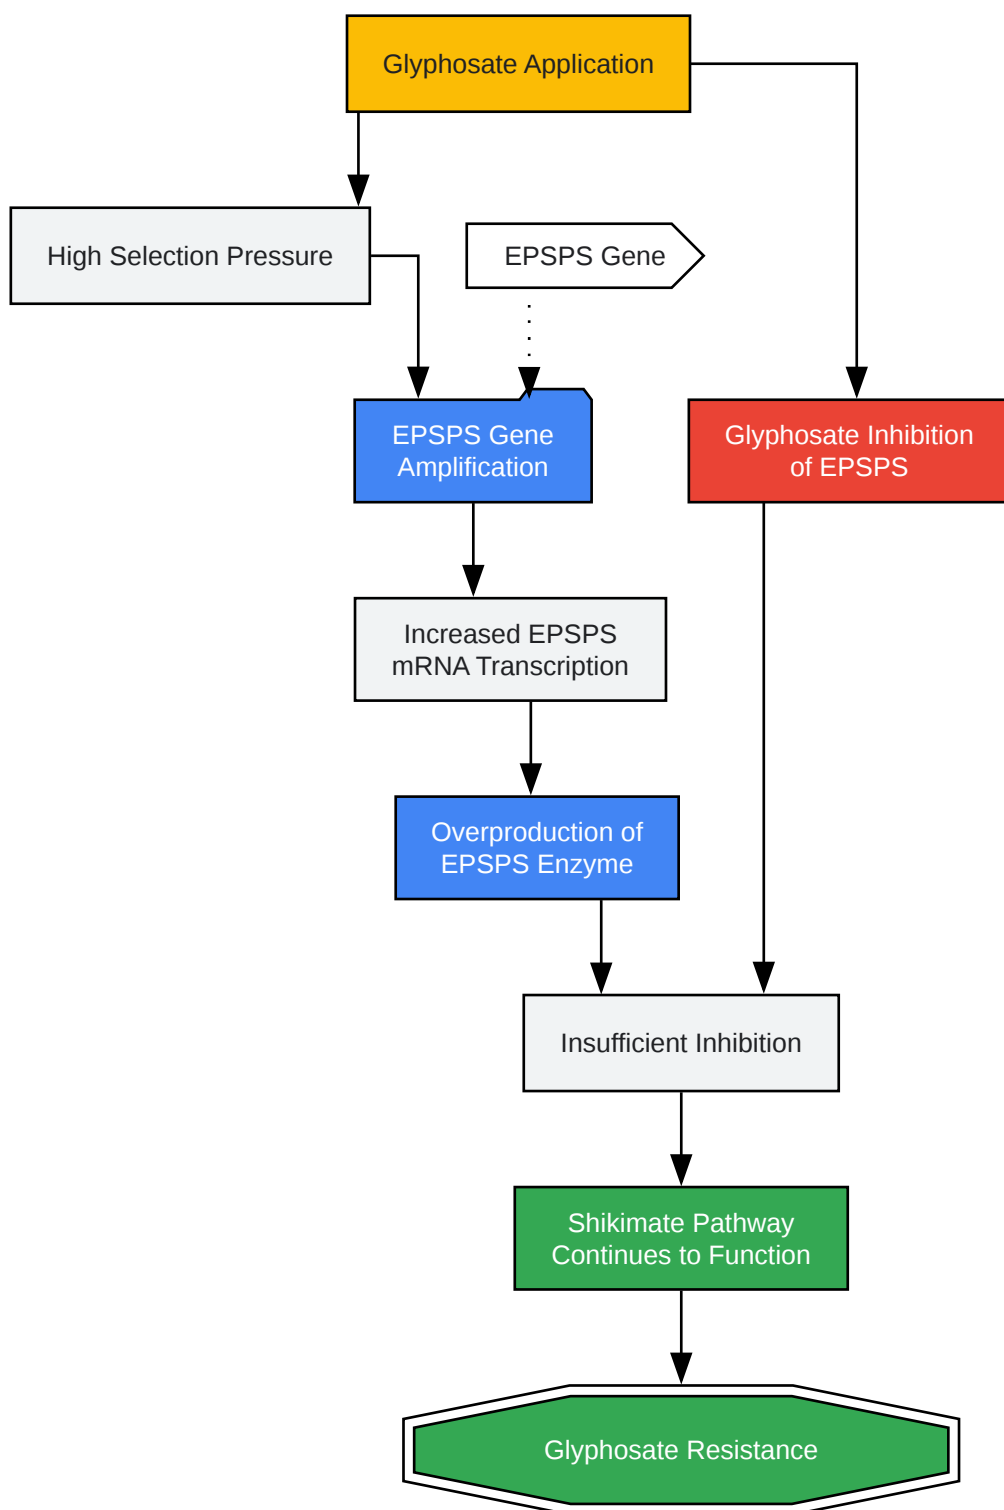 Glyphosate Application
High Selection Pressure
EPSPS Gene
EPSPS Gene
Amplification
Glyphosate Inhibition
of EPSPS
Increased EPSPS
mRNA Transcription
Overproduction of
EPSPS Enzyme
Insufficient Inhibition
Shikimate Pathway
Continues to Function
Glyphosate Resistance